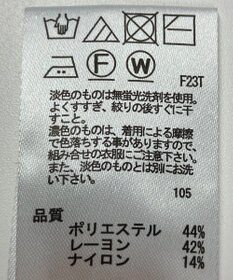 F W
F23T
淡色のものは無蛍光洗剤を使用。
よくすすぎ、絞りの後すぐに干
すこと。
濃色のものは、着用による摩擦
で色落ちする事がありますので、
組み合せの衣服にご注意下さい。
また、淡色のものとは別にお洗
い下さい。
105
品質
ポリエステル 44%
レーヨン 42%
ナイロン 14%